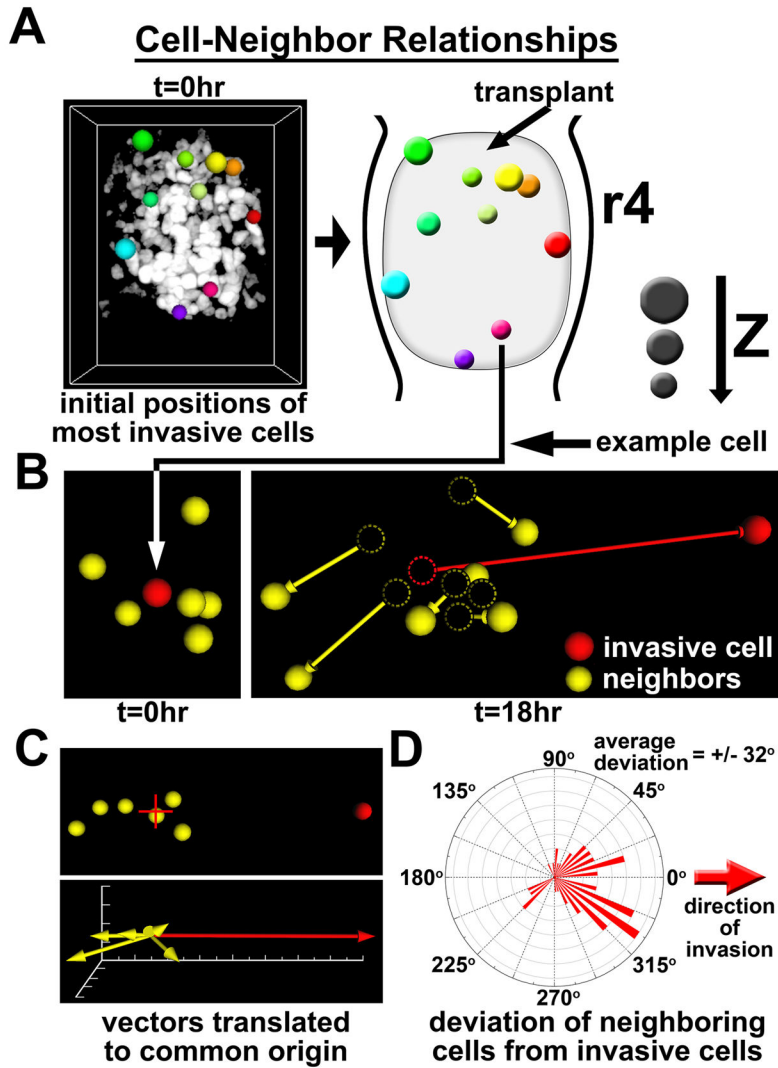 A
Cell-Neighbor Relationships
t=0hr
transplant
r4
Z
initial positions of
most invasive cells
example cell
B
invasive cell
neighbors
t=0hr
t=18hr
C
vectors translated
to common origin
D
average
deviation = +/- 32°
90°
135°
45°
180°
0°
225°
315°
270°
direction
of
invasion
deviation of neighboring
cells from invasive cells